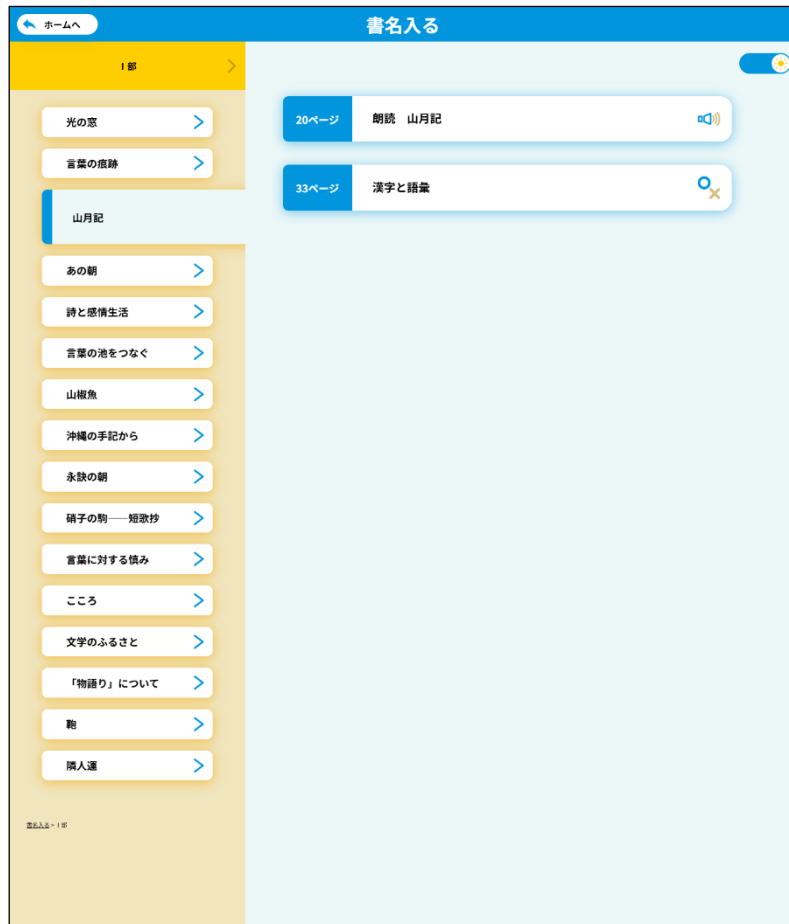 ホームへ
書名入る
I 部
光の窓
言葉の痕跡
山月記
あの朝
詩と感情生活
言葉の池をつなぐ
山椒魚
沖縄の手記から
永訣の朝
硝子の駒──短歌抄
言葉に対する慎み
こころ
文学のふるさと
「物語り」について
鞄
隣人運
書名入る > I 部
20ページ 朗読　山月記
33ページ 漢字と語彙